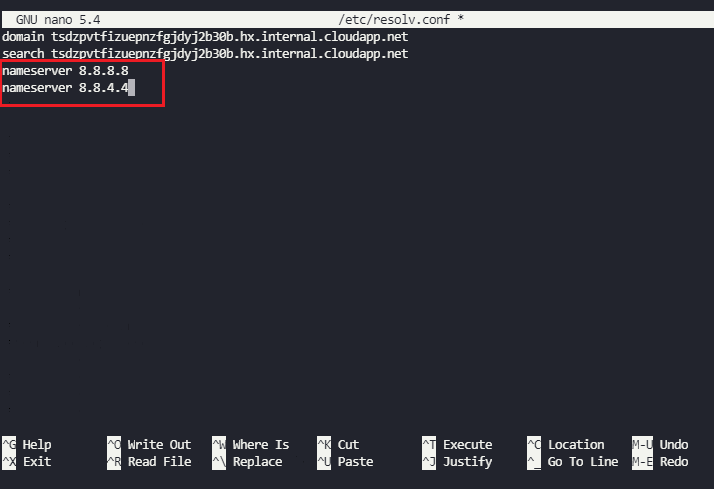 GNU nano 5.4 /etc/resolv.conf *
domain tsdzpvtfizuepnzfgjdyj2b30b.hx.internal.cloudapp.net
search tsdzpvtfizuepnzfgjdyj2b30b.hx.internal.cloudapp.net
nameserver 8.8.8.8
nameserver 8.8.4.4
^G Help ^O Write Out ^W Where Is ^K Cut ^T Execute ^C Location M-U Undo
^X Exit ^R Read File ^\ Replace ^U Paste ^J Justify ^_ Go To Line M-E Redo